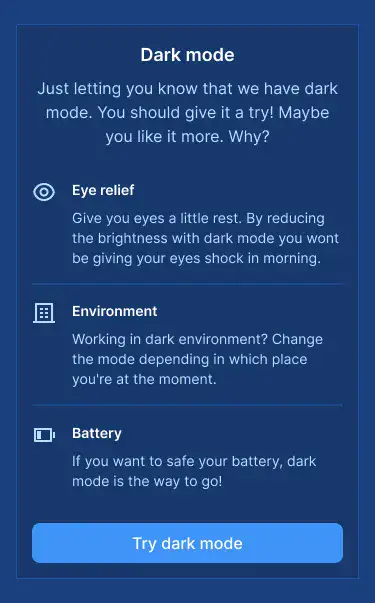 Dark mode
Just letting you know that we have dark
mode. You should give it a try! Maybe
you like it more. Why?
Eye relief
Give you eyes a little rest. By reducing
the brightness with dark mode you wont
be giving your eyes shock in morning.
Environment
Working in dark environment? Change
the mode depending in which place
you're at the moment.
Battery
If you want to safe your battery, dark
mode is the way to go!
Try dark mode